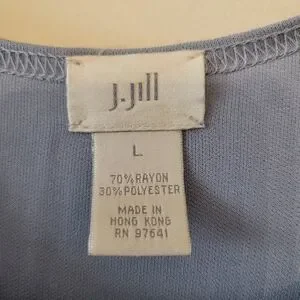 J.Jill
L
70% RAYON
30% POLYESTER
MADE IN
HONG KONG
RN 97641